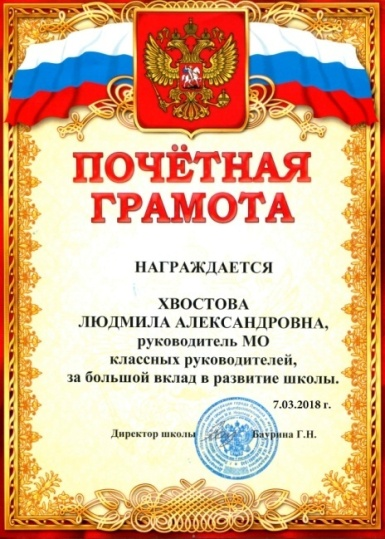 ПОЧЁТНАЯ
ГРАМОТА
НАГРАЖДАЕТСЯ
ХВОСТОВА
ЛЮДМИЛА АЛЕКСАНДРОВНА,
руководитель МО
классных руководителей,
за большой вклад в развитие школы.
7.03.2018 г.
Директор школы Баурина Г.Н.